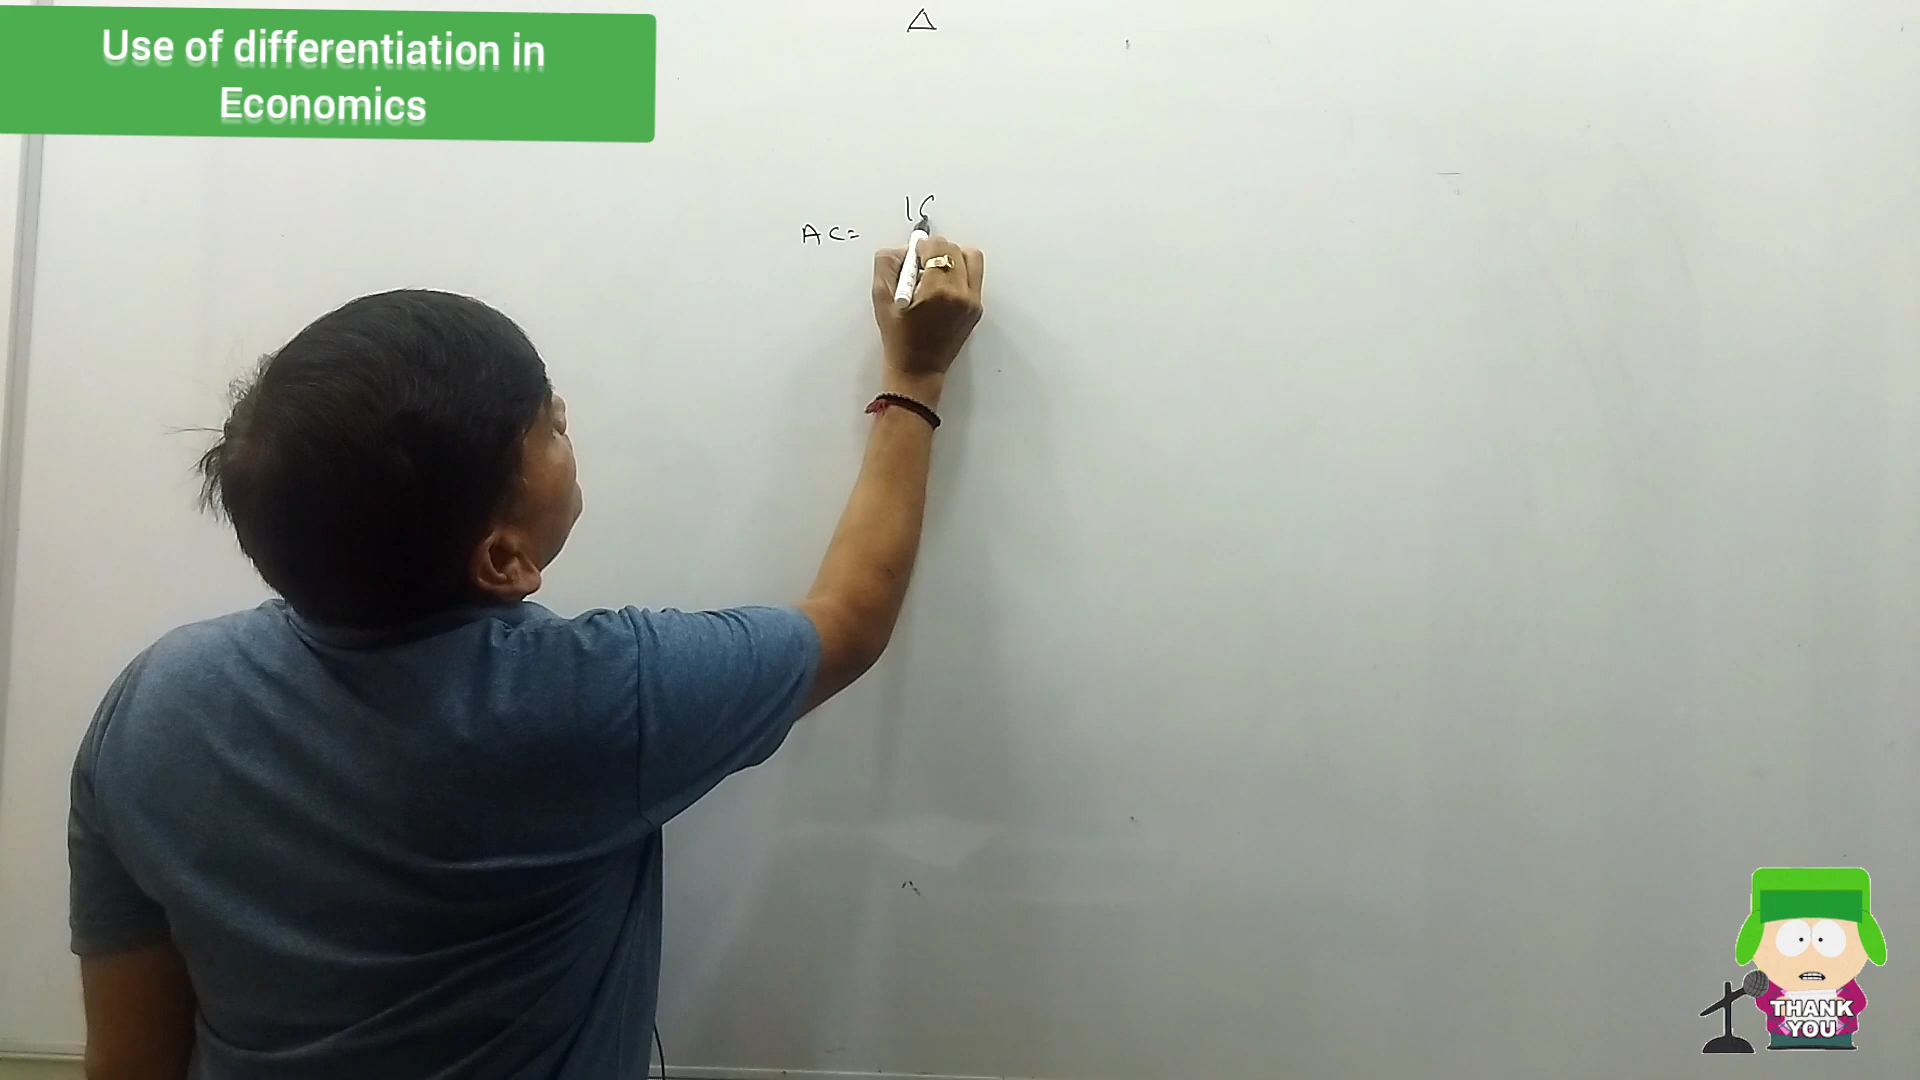 Use of differentiation in
Economics
Δ
AC=
THANK
YOU